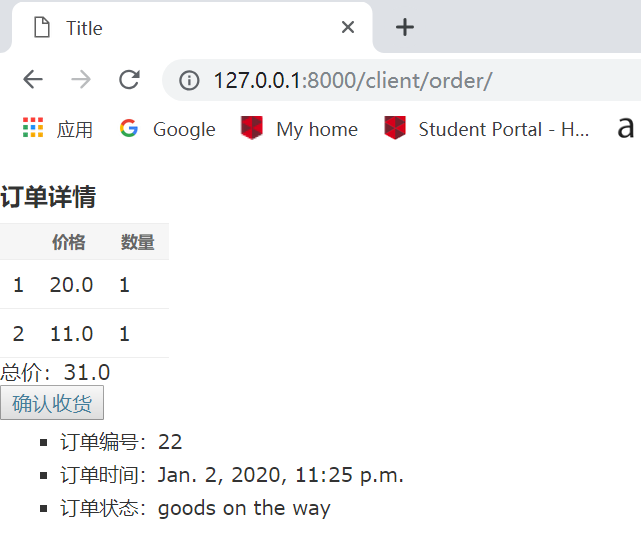 Title
127.0.0.1:8000/client/order/
应用 Google My home Student Portal - H... a
订单详情
价格 数量
1 20.0 1
2 11.0 1
总价：31.0
确认收货
订单编号：22
订单时间：Jan. 2, 2020, 11:25 p.m.
订单状态：goods on the way